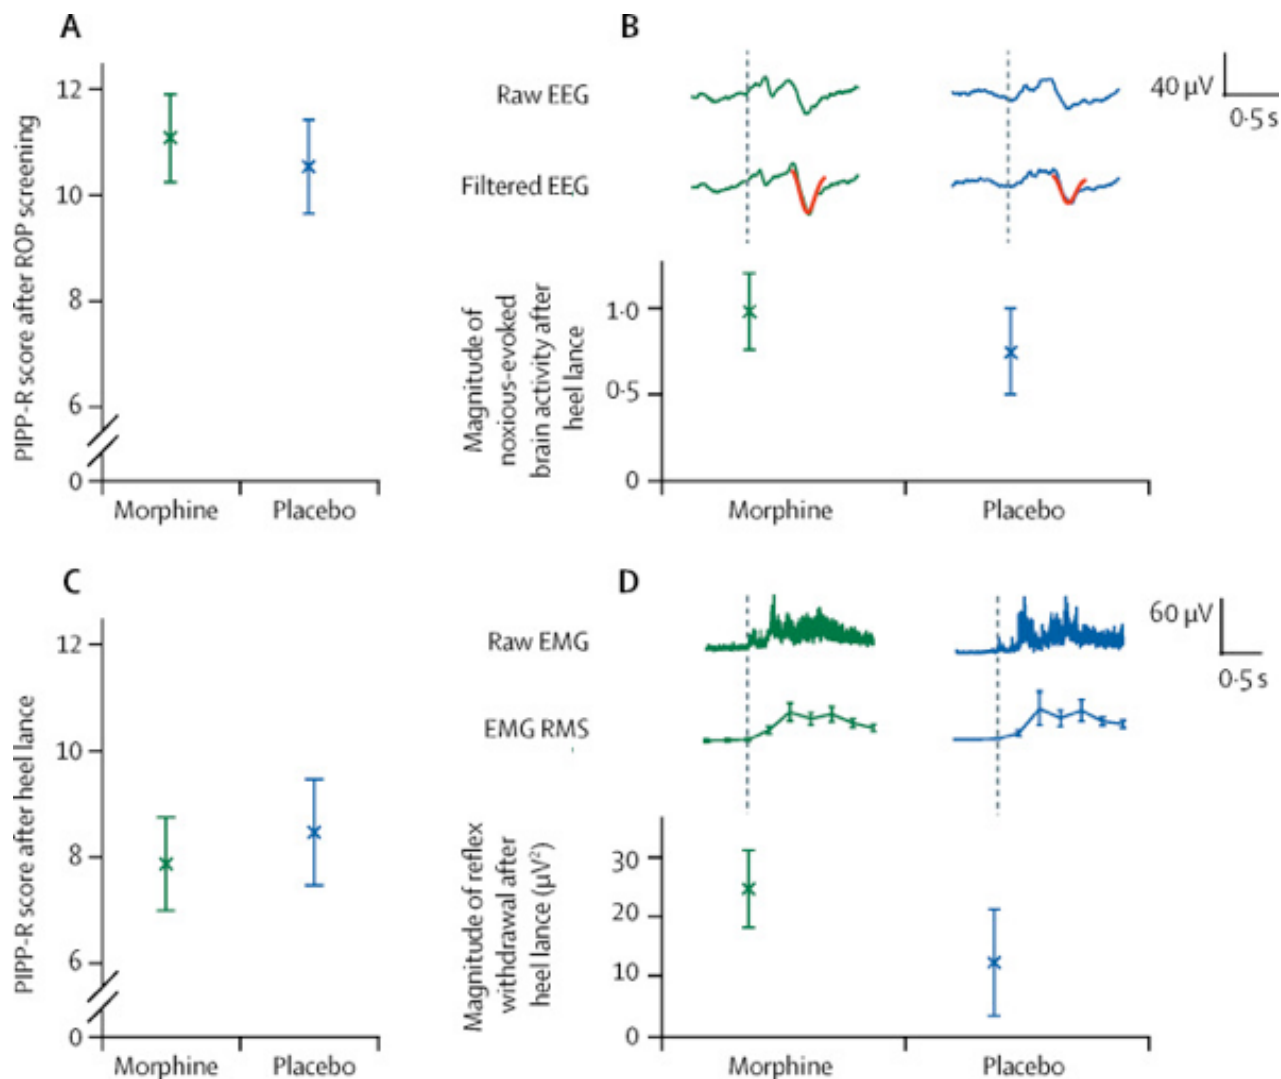 A
PIPP-R score after ROP screening
12
10
8
6
0
Morphine Placebo
B
Raw EEG
40 µV
0·5 s
Filtered EEG
Magnitude of
noxious-evoked
brain activity after
heel lance
1·0
0·5
0
Morphine Placebo
C
PIPP-R score after heel lance
12
10
8
6
0
Morphine Placebo
D
Raw EMG
60 µV
0·5 s
EMG RMS
Magnitude of reflex
withdrawal after
heel lance (µV²)
30
20
10
0
Morphine Placebo